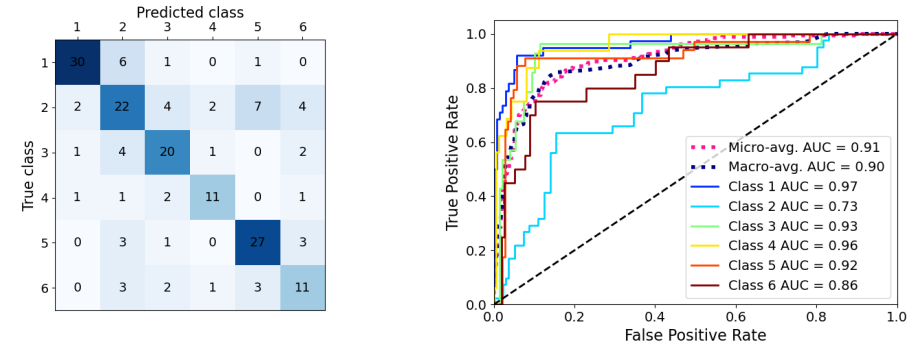 Predicted class
1 2 3 4 5 6
True class
1 30 6 1 0 1 0
2 2 22 4 2 7 4
3 1 4 20 1 0 2
4 1 1 2 11 0 1
5 0 3 1 0 27 3
6 0 3 2 1 3 11
True Positive Rate
1.0
0.8
0.6
0.4
0.2
0.0
Micro-avg. AUC = 0.91
Macro-avg. AUC = 0.90
Class 1 AUC = 0.97
Class 2 AUC = 0.73
Class 3 AUC = 0.93
Class 4 AUC = 0.96
Class 5 AUC = 0.92
Class 6 AUC = 0.86
0.0 0.2 0.4 0.6 0.8 1.0
False Positive Rate